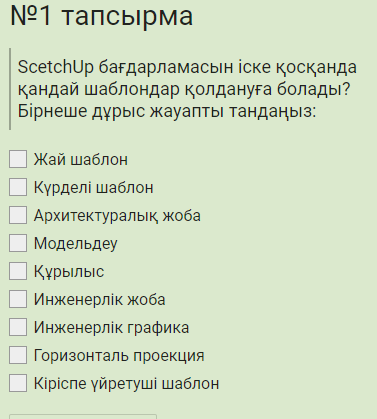 №1 тапсырма
ScetchUp бағдарламасын іске қосқанда
қандай шаблондар қолдануға болады?
Бірнеше дұрыс жауапты тандаңыз:
Жай шаблон
Күрделі шаблон
Архитектуралық жоба
Модельдеу
Құрылыс
Инженерлік жоба
Инженерлік графика
Горизонталь проекция
Кіріспе үйретуші шаблон